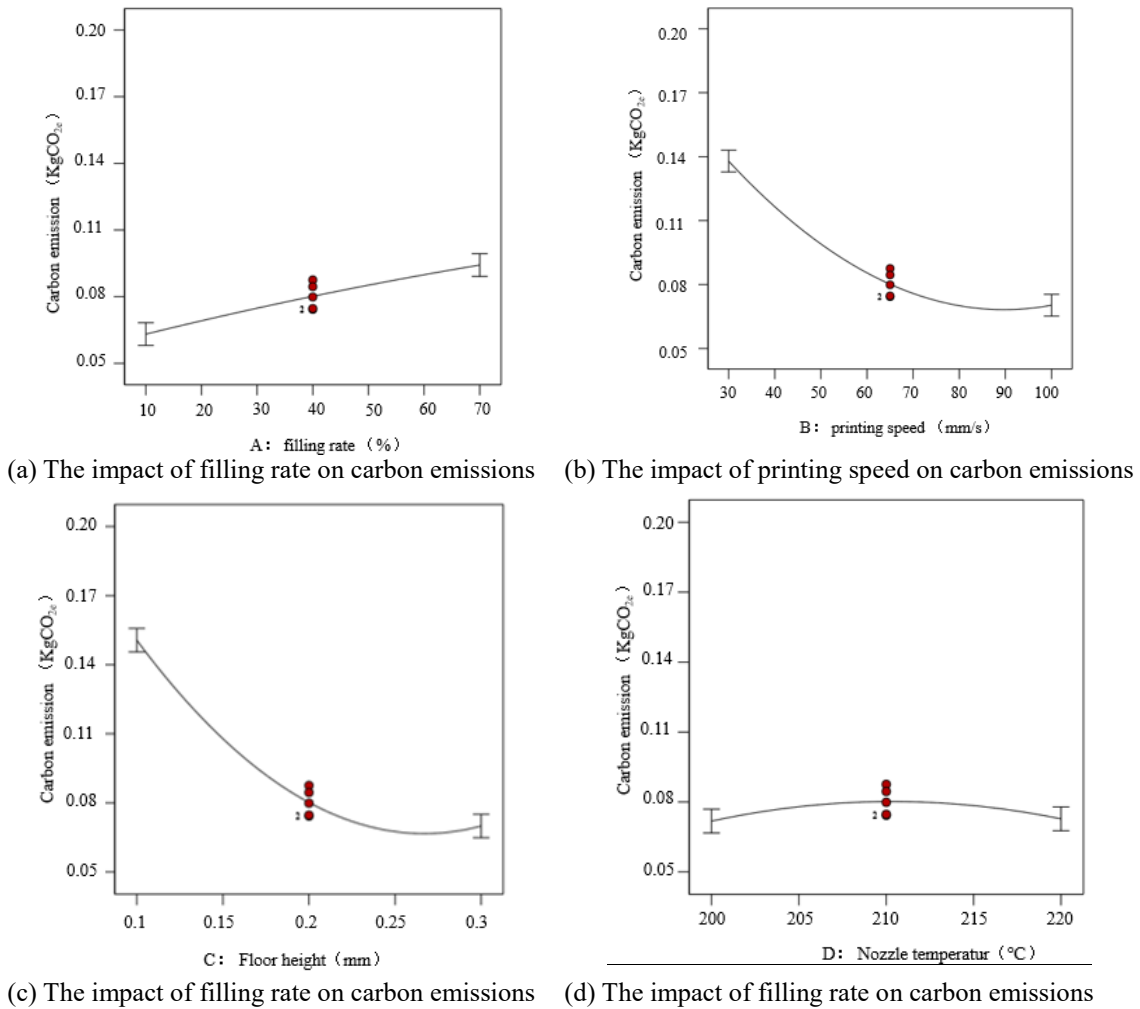 0.20
0.17
0.14
0.11
0.08
0.05
Carbon emission（KgCO2e）
2
10 20 30 40 50 60 70
A： filling rate （%）
(a) The impact of filling rate on carbon emissions
0.20
0.17
0.14
0.11
0.08
0.05
Carbon emission（KgCO2e）
2
30 40 50 60 70 80 90 100
B： printing speed （mm/s）
(b) The impact of printing speed on carbon emissions
0.20
0.17
0.14
0.11
0.08
0.05
Carbon emission（KgCO2e）
2
0.1 0.15 0.2 0.25 0.3
C： Floor height（mm）
(c) The impact of filling rate on carbon emissions
0.20
0.17
0.14
0.11
0.08
0.05
Carbon emission（KgCO2e）
2
200 205 210 215 220
D： Nozzle temperatur（°C）
(d) The impact of filling rate on carbon emissions